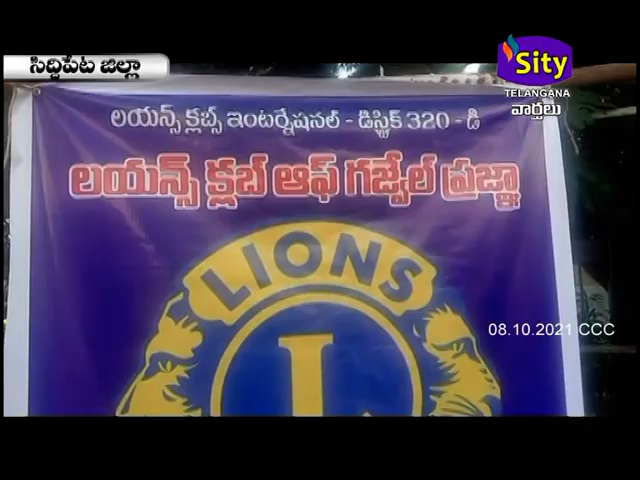 సిద్దిపేట జిల్లా
Sity
TELANGANA
వార్తలు
లయన్స్ క్లబ్స్ ఇంటర్నేషనల్ - డిస్ట్రిక్ 320 - డి
లయన్స్ క్లబ్ ఆఫ్ గజ్వేల్ ప్రజ్ఞా
LIONS
L
08.10.2021 CCC